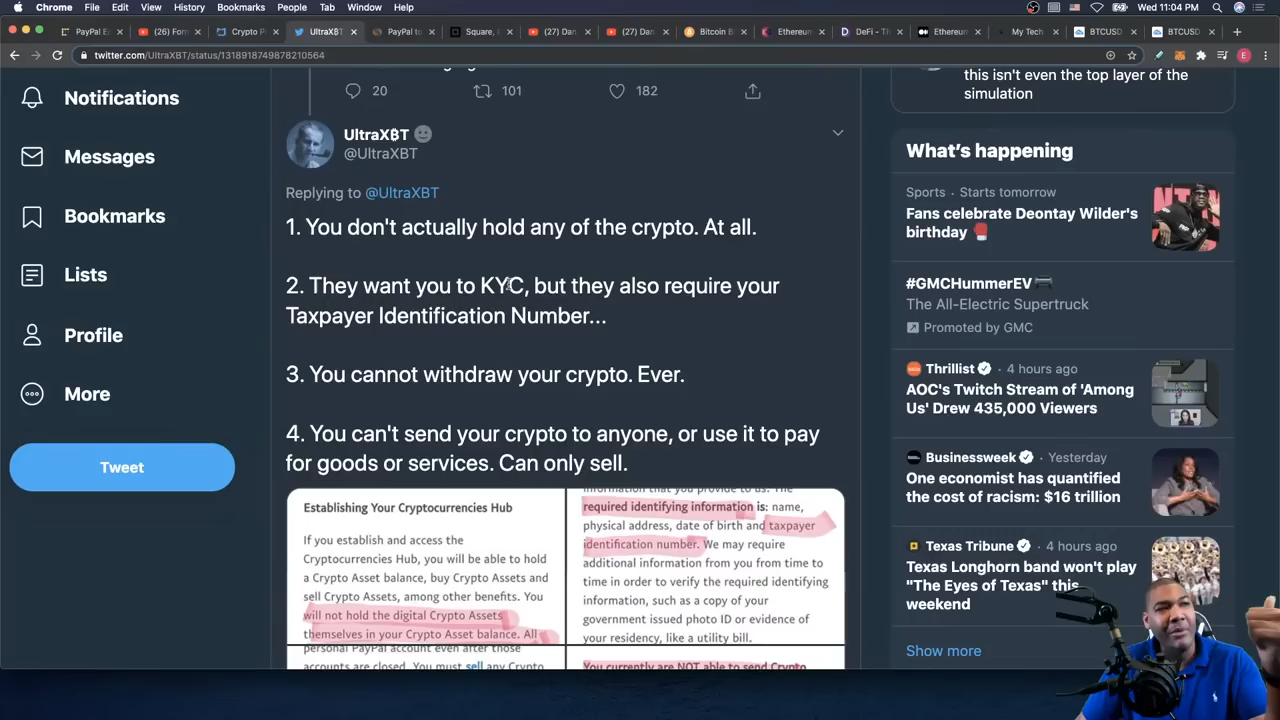 Chrome File Edit View History Bookmarks People Tab Window Help Wed 11:04 PM
PayPal Ea (26) Form Crypto P UltraXB PayPal to Square, (27) Dan (27) Dan Bitcoin B Ethereum DeFi - Th Ethereum My Tech BTCUSD BTCUSD
twitter.com/UltraXBT/status/1318918749878210564
Notifications
Messages
Bookmarks
Lists
Profile
More
Tweet
20 101 182
UltraX₿T
@UltraXBT
Replying to @UltraXBT
1. You don't actually hold any of the crypto. At all.
2. They want you to KYC, but they also require your
Taxpayer Identification Number...
3. You cannot withdraw your crypto. Ever.
4. You can't send your crypto to anyone, or use it to pay
for goods or services. Can only sell.
Establishing Your Cryptocurrencies Hub
If you establish and access the
Cryptocurrencies Hub, you will be able to hold
a Crypto Asset balance, buy Crypto Assets and
sell Crypto Assets, among other benefits. You
will not hold the digital Crypto Assets
themselves in your Crypto Asset balance. All
personal PayPal account even after those
accounts are closed. You must sell any Crypto
information that you provide to us. The
required identifying information is: name,
physical address, date of birth and taxpayer
identification number. We may require
additional information from you from time to
time in order to verify the required identifying
information, such as a copy of your
government issued photo ID or evidence of
your residency, like a utility bill.
You currently are NOT able to send Crypto
this isn't even the top layer of the
simulation
What's happening
Sports · Starts tomorrow
Fans celebrate Deontay Wilder's
birthday
#GMCHummerEV
The All-Electric Supertruck
Promoted by GMC
Thrillist · 4 hours ago
AOC's Twitch Stream of 'Among
Us' Drew 435,000 Viewers
Businessweek · Yesterday
One economist has quantified
the cost of racism: $16 trillion
Texas Tribune · 4 hours ago
Texas Longhorn band won't play
"The Eyes of Texas" this
weekend
Show more